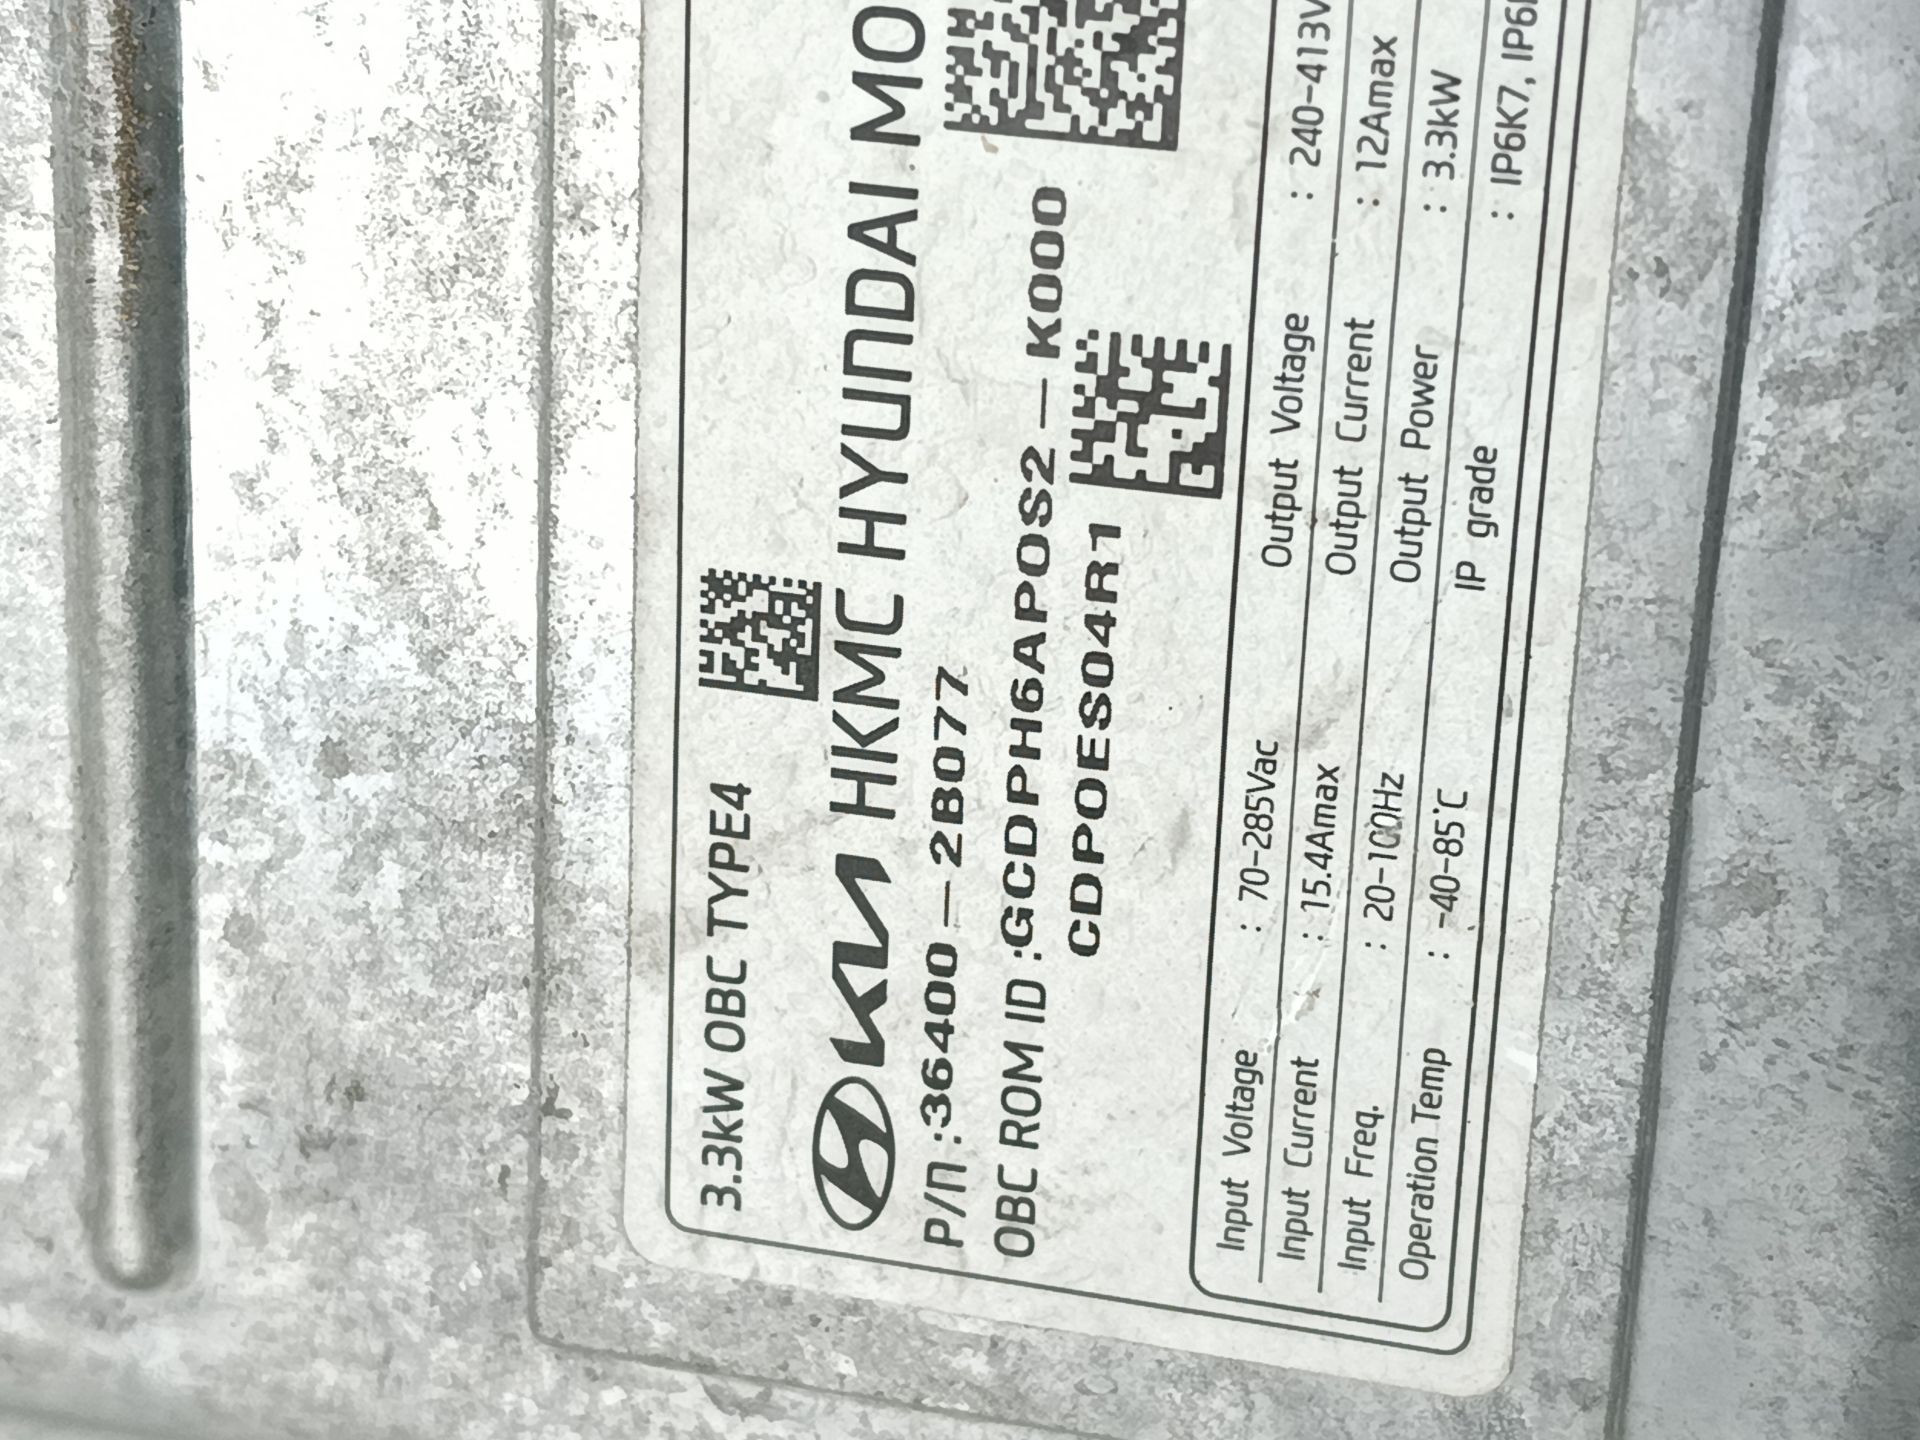 3.3kW OBC TYPE4
KIA HKMC HYUNDAI MO
P/N :36400-2B077
OBC ROM ID :GCDPH6APOS2-K000
CDPOES04R1
Input Voltage : 70-285Vac Output Voltage : 240-413V
Input Current : 15.4Amax Output Current : 12Amax
Input Freq. : 20-100Hz Output Power : 3.3kW
Operation Temp : -40-85°C IP grade : IP6K7, IP6